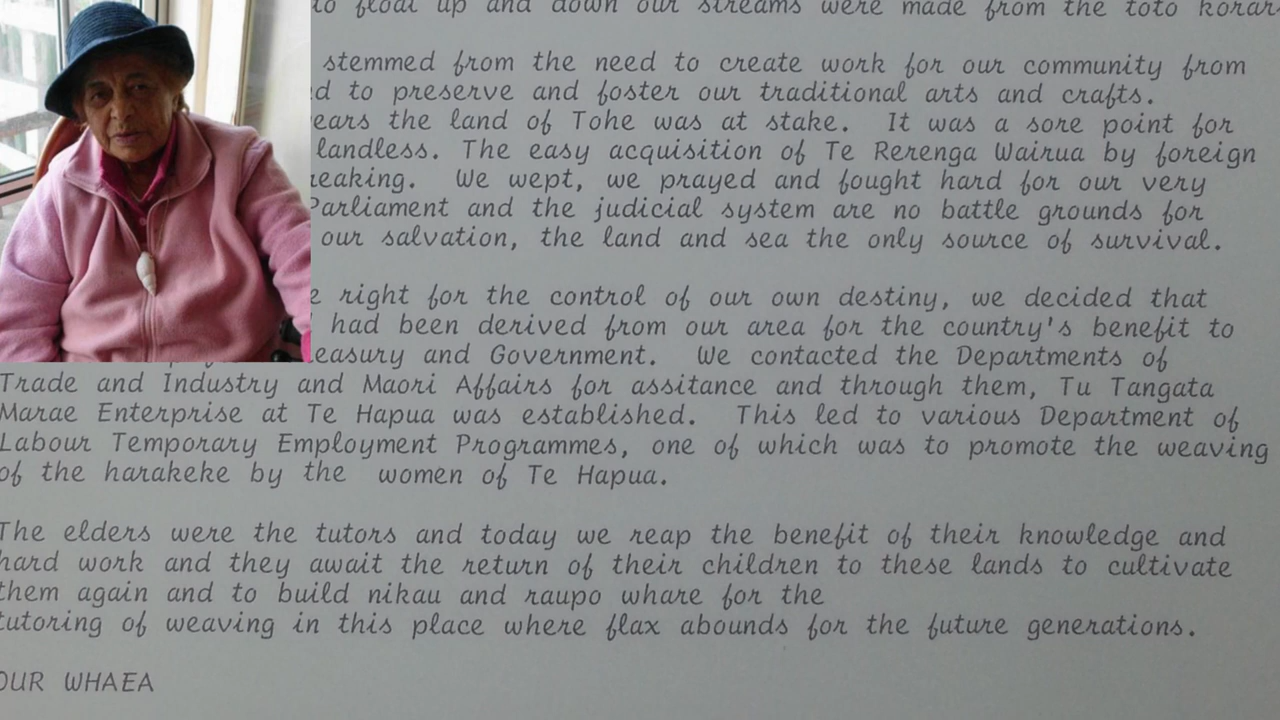 to float up and down our streams were made from the toto korari
stemmed from the need to create work for our community from
to preserve and foster our traditional arts and crafts.
the land of Tohe was at stake. It was a sore point for
landless. The easy acquisition of Te Rerenga Wairua by foreign
We wept, we prayed and fought hard for our very
Parliament and the judicial system are no battle grounds for
our salvation, the land and sea the only source of survival.
right for the control of our own destiny, we decided that
had been derived from our area for the country's benefit to
and Government. We contacted the Departments of
Trade and Industry and Maori Affairs for assitance and through them, Tu Tangata
Marae Enterprise at Te Hapua was established. This led to various Department of
Labour Temporary Employment Programmes, one of which was to promote the weaving
of the harakeke by the women of Te Hapua.
The elders were the tutors and today we reap the benefit of their knowledge and
hard work and they await the return of their children to these lands to cultivate
them again and to build nikau and raupo whare for the
tutoring of weaving in this place where flax abounds for the future generations.
OUR WHAEA